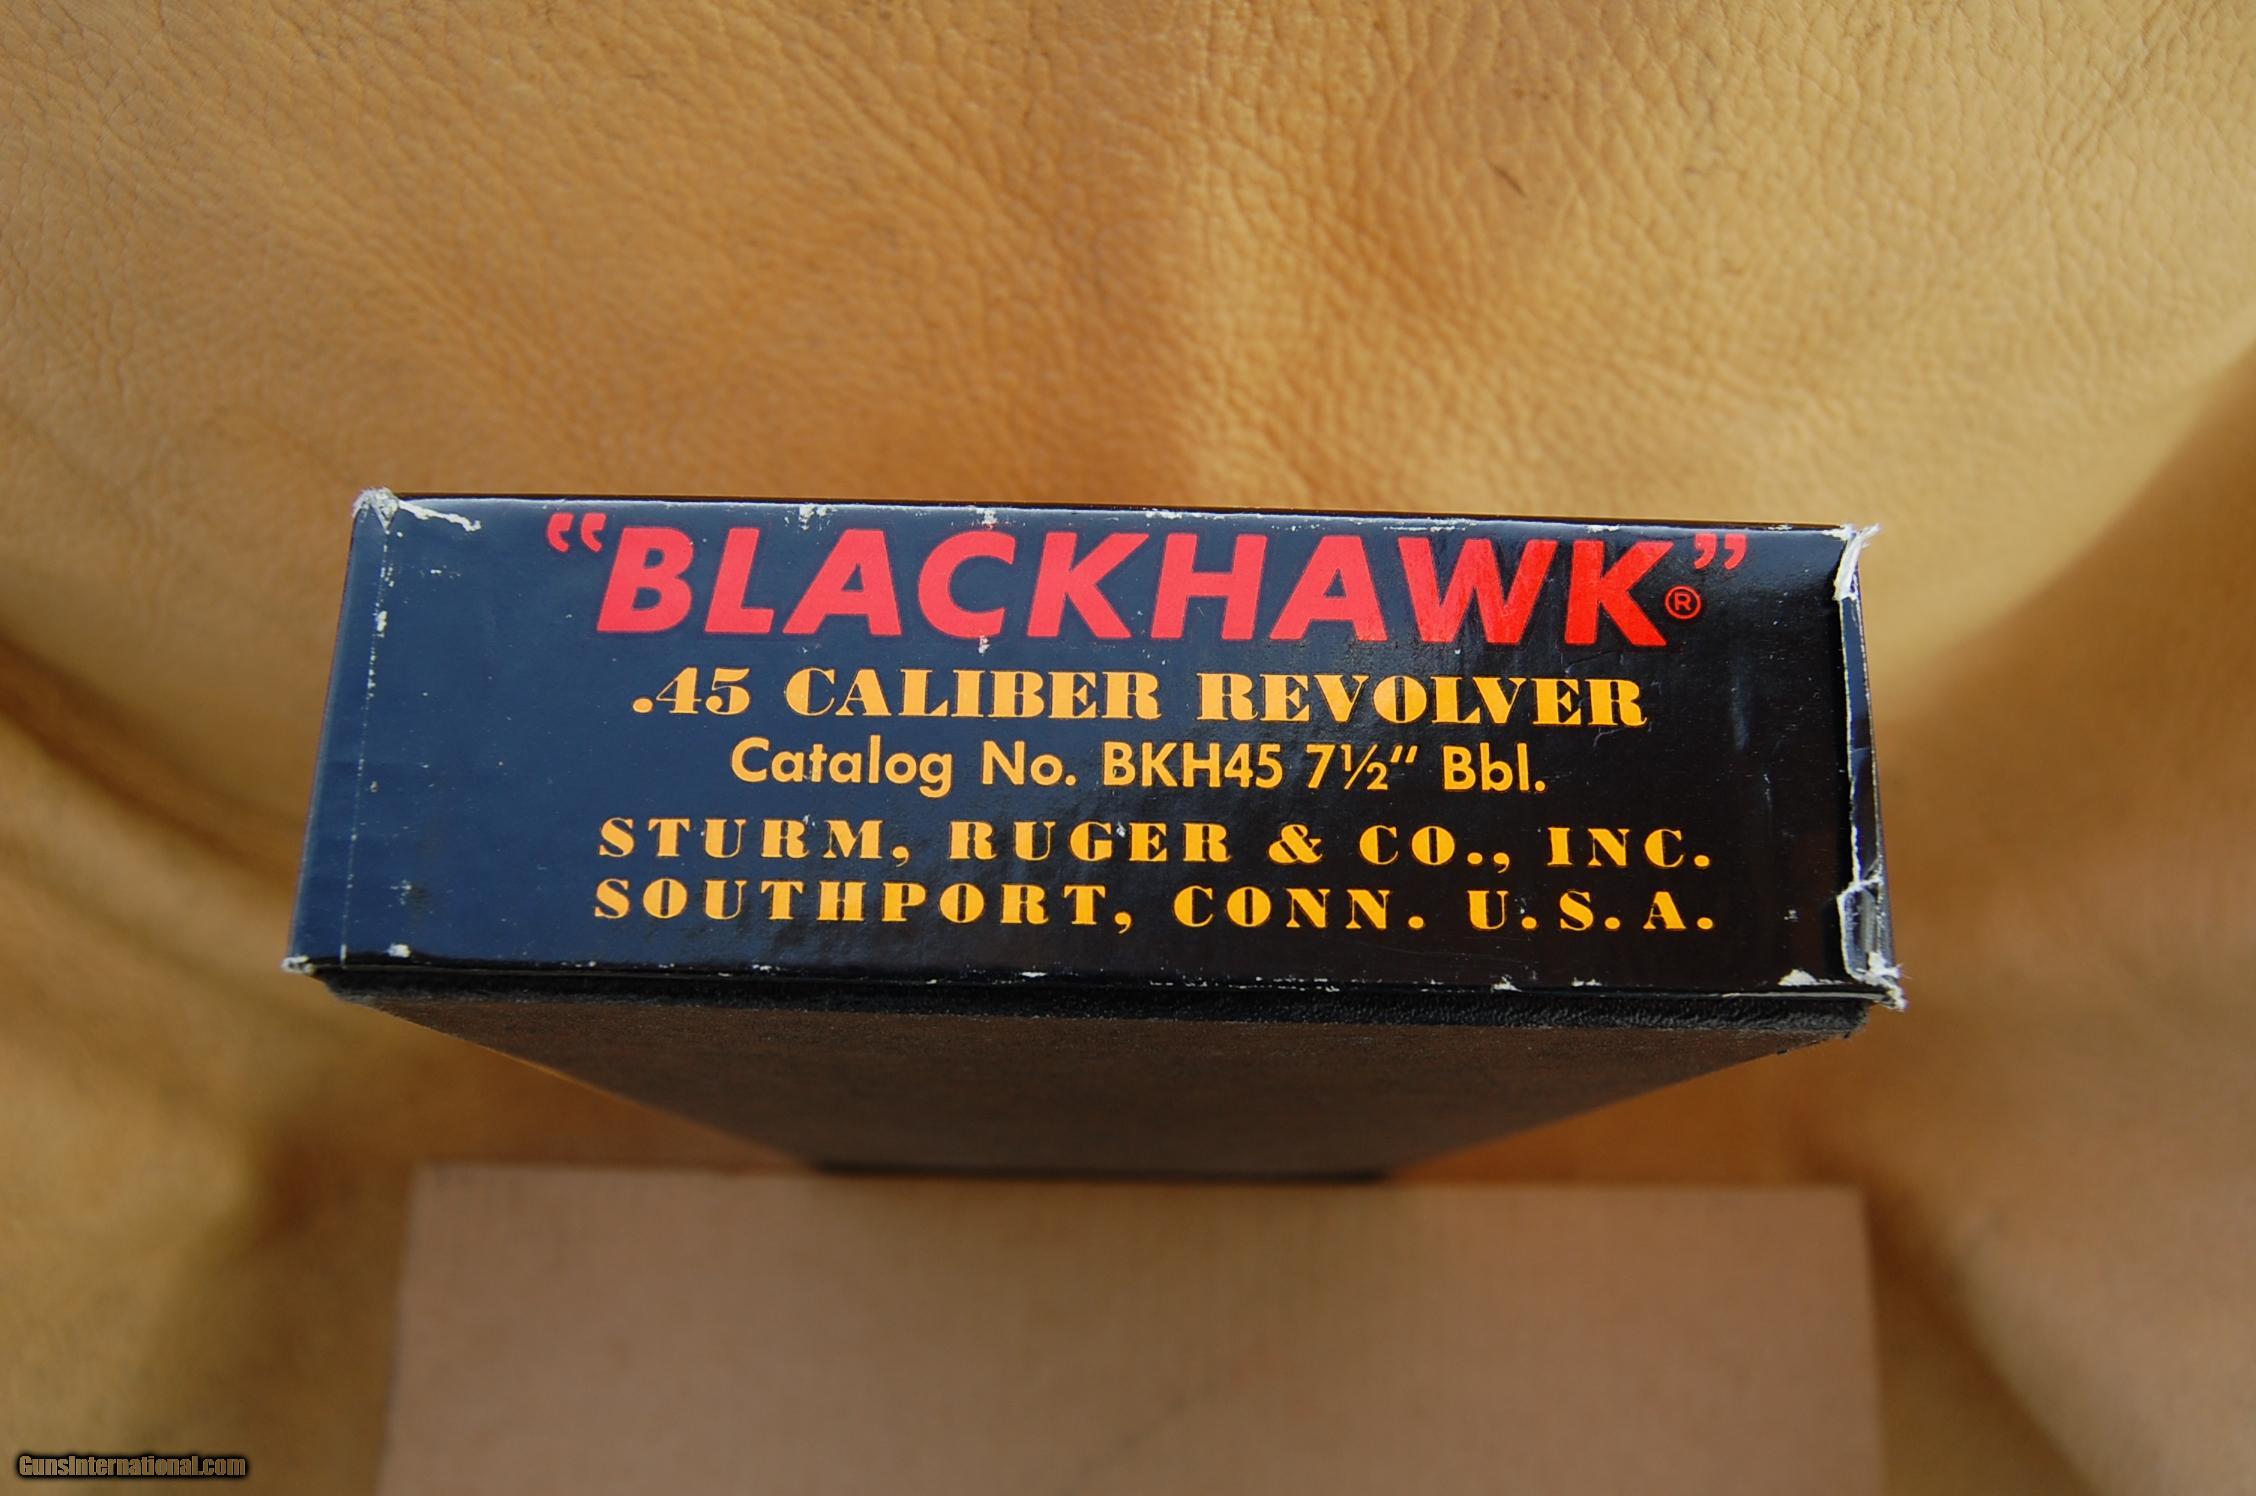 “BLACKHAWK”®
.45 CALIBER REVOLVER
Catalog No. BKH45 7½″ Bbl.
STURM, RUGER & CO., INC.
SOUTHPORT, CONN. U.S.A.
GunsInternational.com